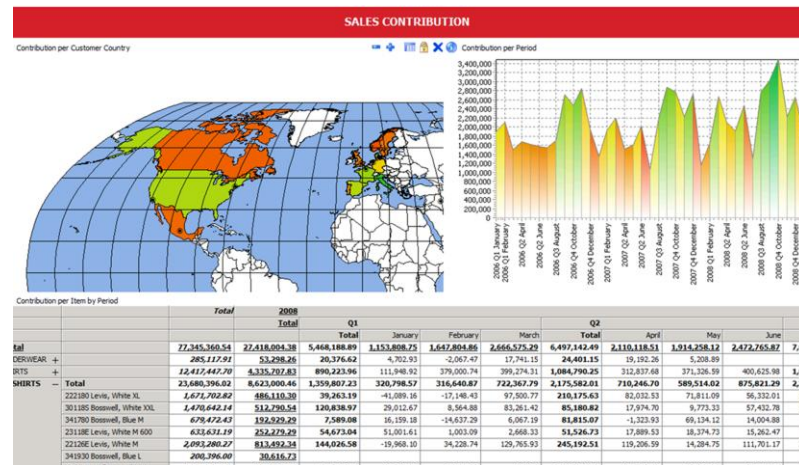 SALES CONTRIBUTION
Contribution per Customer Country
Contribution per Period
3,400,000
3,200,000
3,000,000
2,800,000
2,600,000
2,400,000
2,200,000
2,000,000
1,800,000
1,600,000
1,400,000
1,200,000
1,000,000
800,000
600,000
400,000
200,000
0
2006 Q1 January
2006 Q1 February
2006 Q2 April
2006 Q2 June
2006 Q3 August
2006 Q4 October
2006 Q4 December
2007 Q1 February
2007 Q2 April
2007 Q2 June
2007 Q3 August
2007 Q4 October
2007 Q4 December
2008 Q1 February
2008 Q2 April
2008 Q2 June
2008 Q3 August
2008 Q4 October
2008 Q4 December
Contribution per Item by Period
Total 2008
Total Q1 Q2
Total January February March Total April May June
tal 77,345,360.54 27,418,004.38 5,468,188.89 1,153,808.75 1,647,804.86 2,666,575.29 6,497,142.49 2,110,118.51 1,914,258.12 2,472,765.87 7,
DERWEAR + 285,117.91 53,298.26 20,376.62 4,702.93 -2,067.47 17,741.15 24,401.15 19,192.26 5,208.89
IRTS + 12,417,447.70 4,335,707.83 890,223.96 111,948.92 379,000.74 399,274.31 1,084,790.25 312,837.68 371,326.59 400,625.98 1,
SHIRTS – Total 23,680,396.02 8,623,000.46 1,359,807.23 320,798.57 316,640.87 722,367.79 2,175,582.01 710,246.70 589,514.02 875,821.29 2,
222180 Levis, White XL 1,671,702.82 486,110.30 39,263.19 -41,089.16 -17,148.43 97,500.77 210,175.63 82,032.53 71,811.09 56,332.01
301185 Bosswell, White XXL 1,470,642.14 512,790.54 120,838.97 29,012.67 8,564.88 83,261.42 85,180.82 17,974.70 9,773.33 57,432.78
341780 Bosswell, Blue M 679,472.43 192,929.29 7,589.08 16,159.18 -14,637.29 6,067.19 81,815.07 -1,323.93 69,134.12 14,004.88
23118E Levis, White M 600 633,631.19 252,279.29 54,673.04 51,001.61 1,003.09 2,668.33 51,526.73 17,889.53 18,374.73 15,262.47
22126E Levis, White M 2,093,280.27 813,492.34 144,026.58 -19,968.10 34,228.74 129,765.93 245,192.51 119,206.59 14,284.75 111,701.17
341930 Bosswell, Blue L 200,396.00 30,616.73